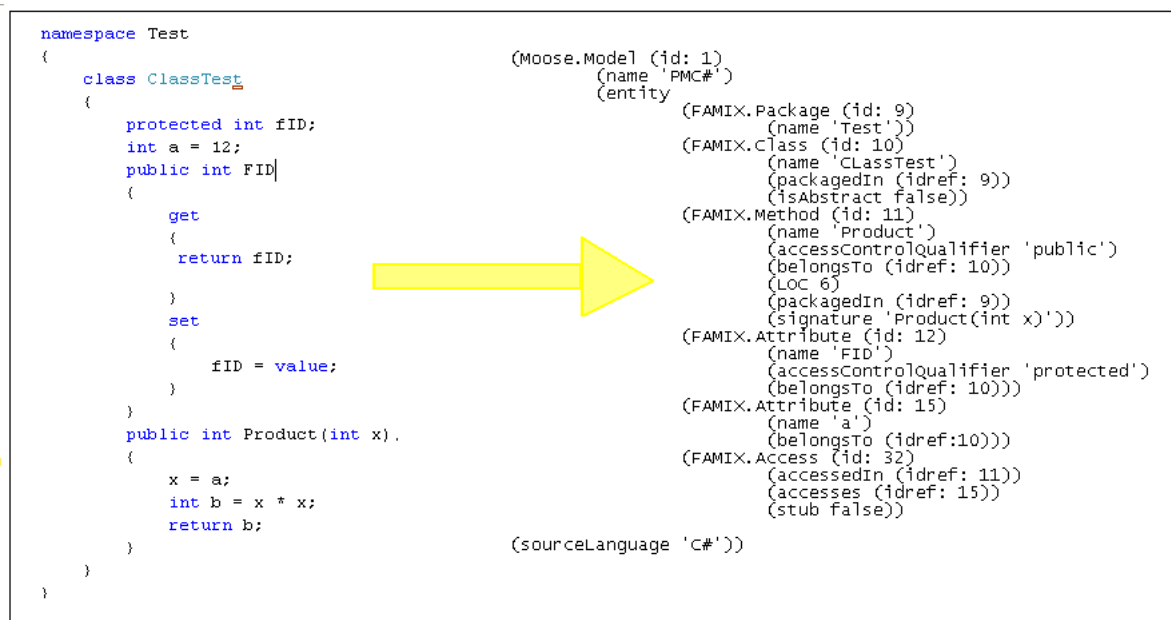 namespace Test
{
class ClassTest
{
protected int fID;
int a = 12;
public int FID
{
get
{
return fID;
}
set
{
fID = value;
}
}
public int Product(int x).
{
x = a;
int b = x * x;
return b;
}
}
}
(Moose.Model (id: 1)
(name 'PMC#')
(entity
(FAMIX.Package (id: 9)
(name 'Test'))
(FAMIX.Class (id: 10)
(name 'CLassTest')
(packagedIn (idref: 9))
(isAbstract false))
(FAMIX.Method (id: 11)
(name 'Product')
(accessControlQualifier 'public')
(belongsTo (idref: 10))
(LOC 6)
(packagedIn (idref: 9))
(signature 'Product(int x)'))
(FAMIX.Attribute (id: 12)
(name 'FID')
(accessControlQualifier 'protected')
(belongsTo (idref: 10)))
(FAMIX.Attribute (id: 15)
(name 'a')
(belongsTo (idref:10)))
(FAMIX.Access (id: 32)
(accessedIn (idref: 11))
(accesses (idref: 15))
(stub false))
(sourceLanguage 'C#'))